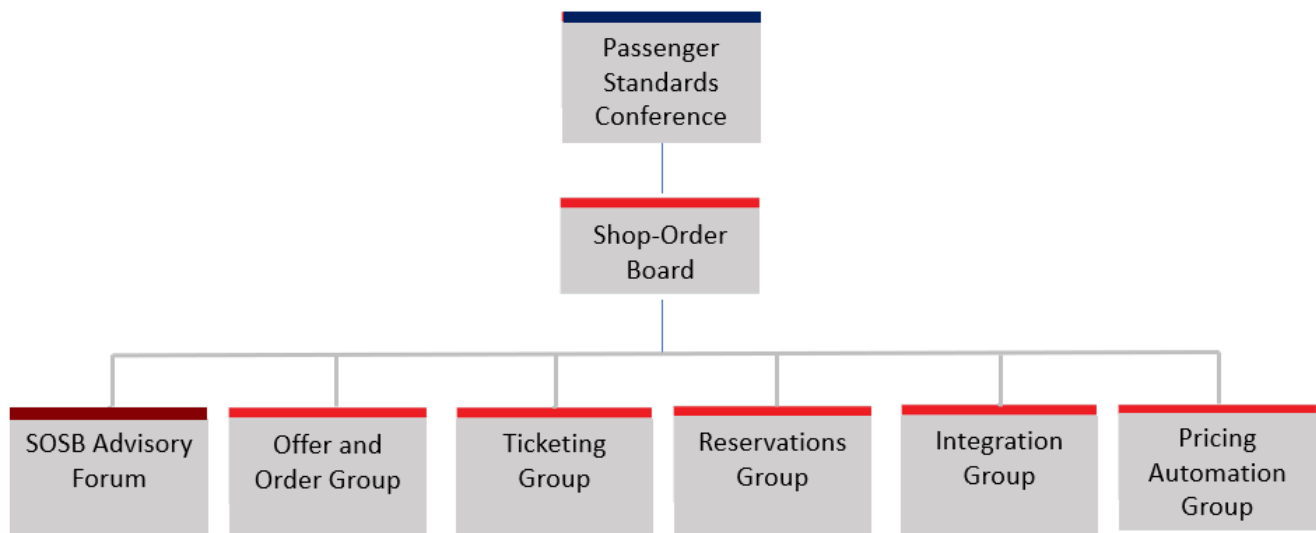 Passenger
Standards
Conference
Shop-Order
Board
SOSB Advisory
Forum
Offer and
Order Group
Ticketing
Group
Reservations
Group
Integration
Group
Pricing
Automation
Group